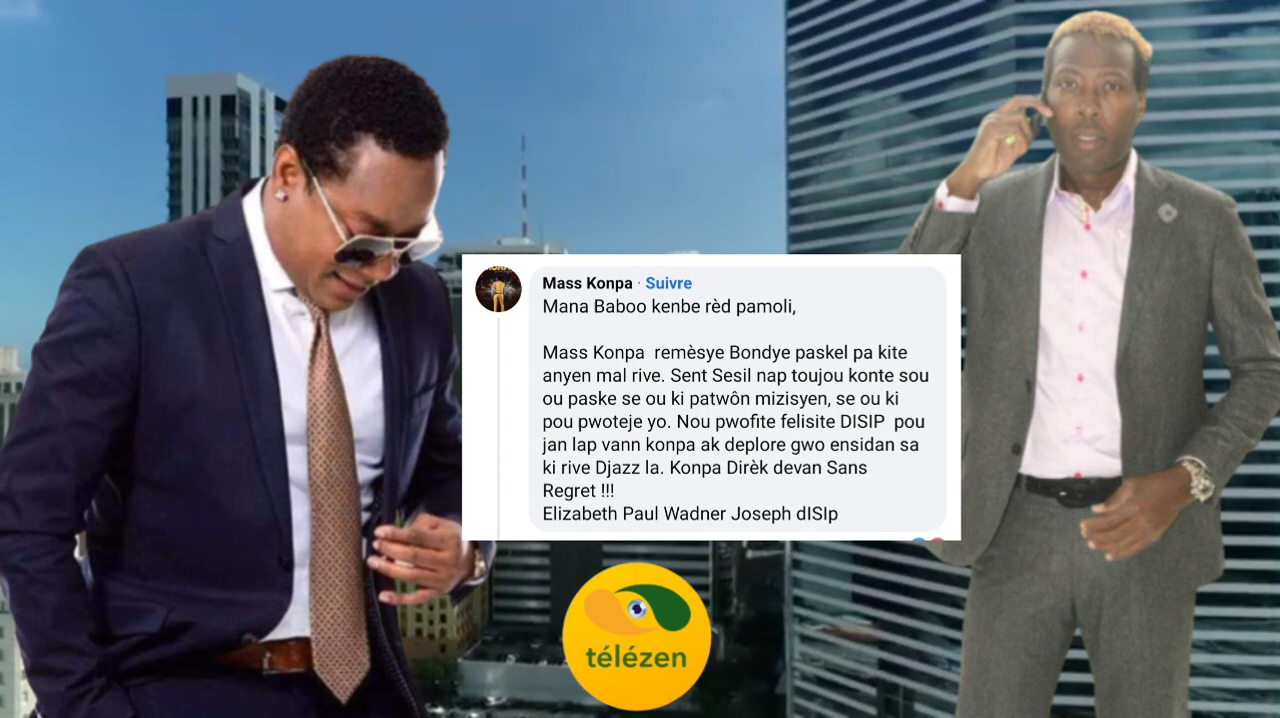 Mass Konpa · Suivre
Mana Baboo kenbe rèd pamoli,
Mass Konpa remèsye Bondye paskel pa kite
anyen mal rive. Sent Sesil nap toujou konte sou
ou paske se ou ki patwôn mizisyen, se ou ki
pou pwoteje yo. Nou pwofite felisite DISIP pou
jan lap vann konpa ak deplore gwo ensidan sa
ki rive Djazz la. Konpa Dirèk devan Sans
Regret !!!
Elizabeth Paul Wadner Joseph dISIp
télézen